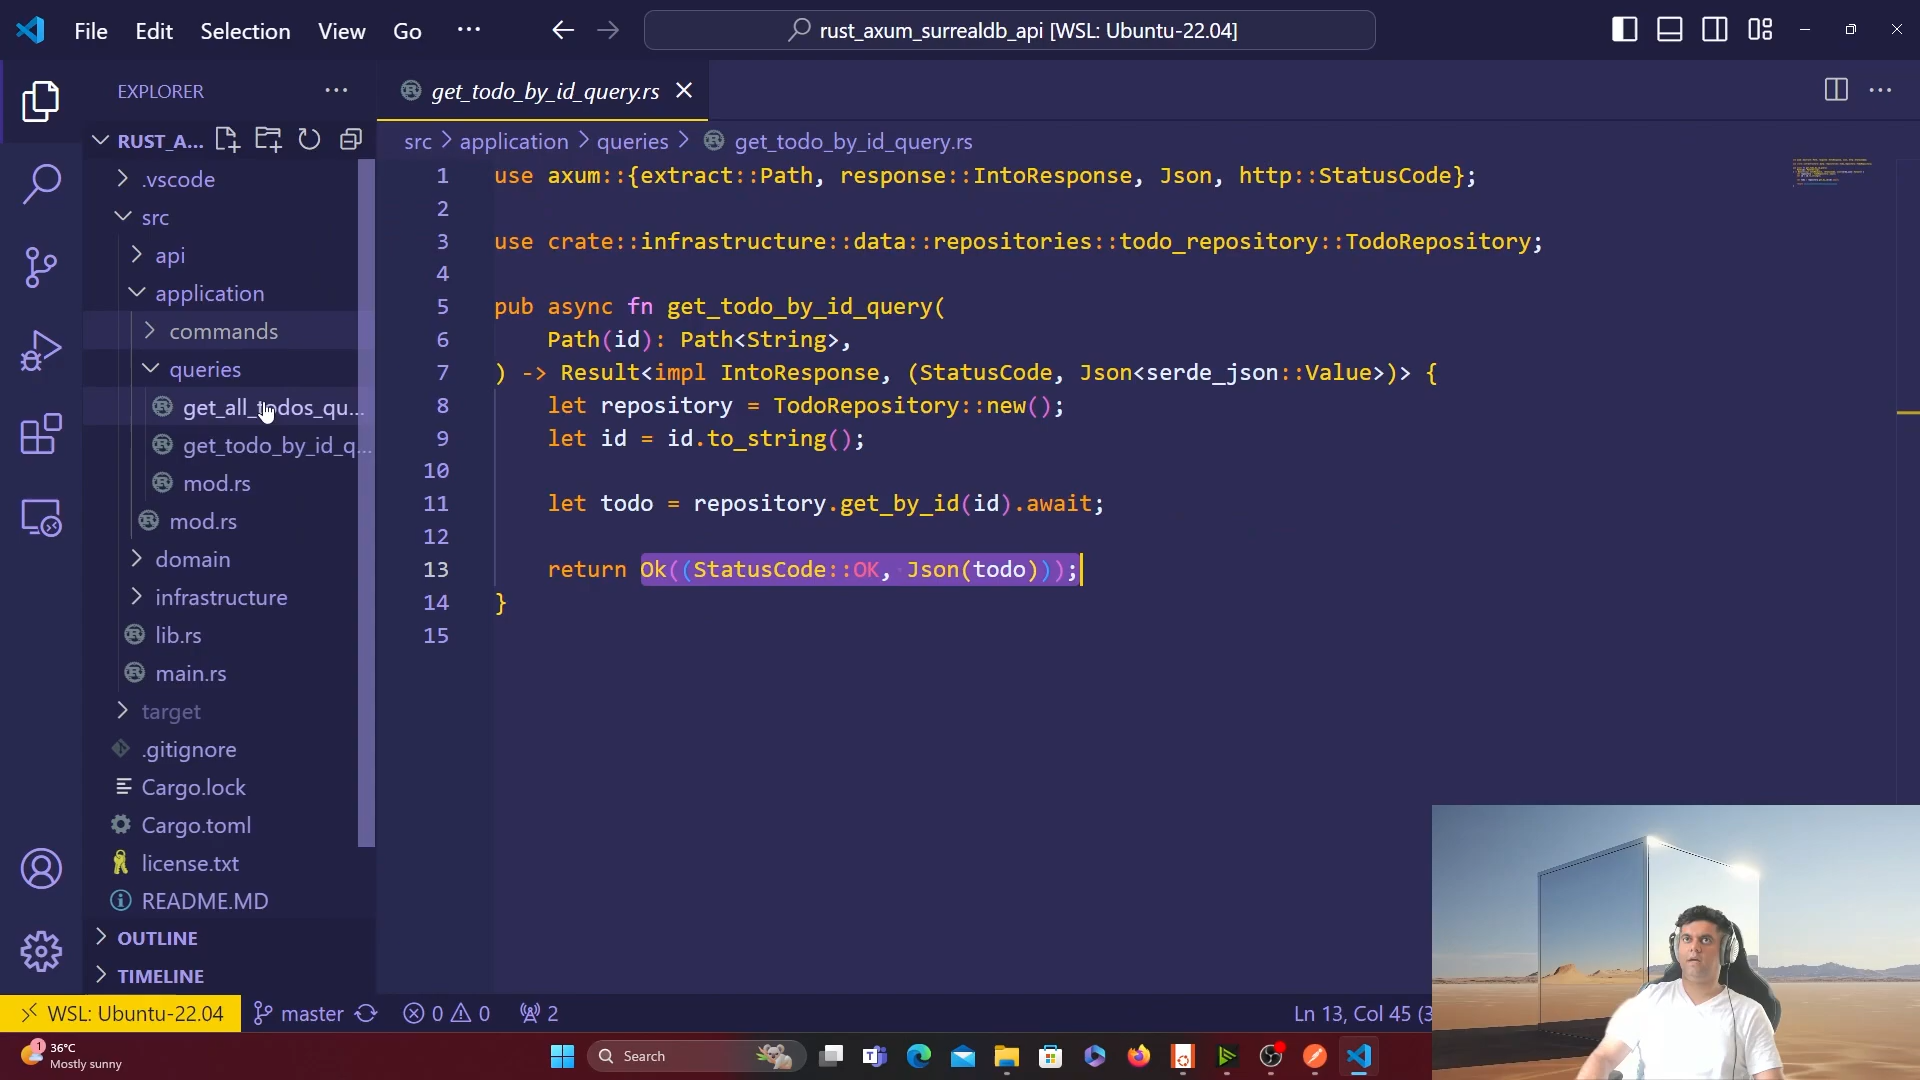 File Edit Selection View Go ···
rust_axum_surrealdb_api [WSL: Ubuntu-22.04]
EXPLORER
RUST_A...
.vscode
src
api
application
commands
queries
get_all_todos_qu...
get_todo_by_id_q...
mod.rs
mod.rs
domain
infrastructure
lib.rs
main.rs
target
.gitignore
Cargo.lock
Cargo.toml
license.txt
README.MD
OUTLINE
TIMELINE
get_todo_by_id_query.rs
src > application > queries > get_todo_by_id_query.rs
1 use axum::{extract::Path, response::IntoResponse, Json, http::StatusCode};
2
3 use crate::infrastructure::data::repositories::todo_repository::TodoRepository;
4
5 pub async fn get_todo_by_id_query(
6 Path(id): Path<String>,
7 ) -> Result<impl IntoResponse, (StatusCode, Json<serde_json::Value>)> {
8 let repository = TodoRepository::new();
9 let id = id.to_string();
10
11 let todo = repository.get_by_id(id).await;
12
13 return Ok((StatusCode::OK, Json(todo)));
14 }
15
WSL: Ubuntu-22.04 master 0 0 2 Ln 13, Col 45 (3
1 36°C
Mostly sunny
Search